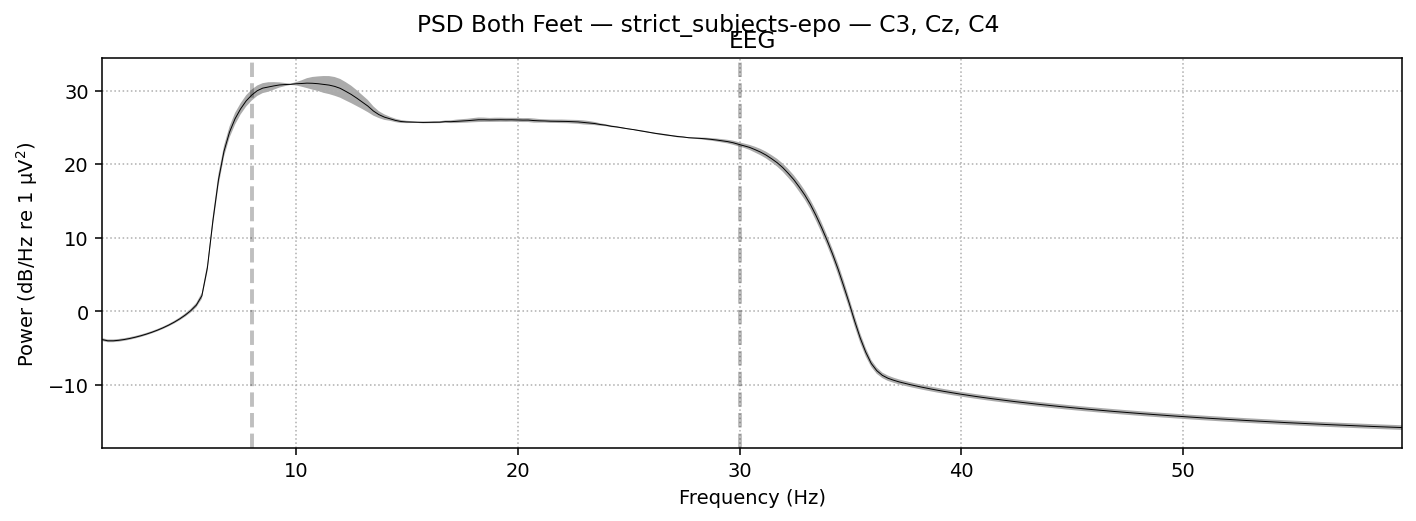 PSD Both Feet — strict_subjects-epo — C3, Cz, C4
EEG
Power (dB/Hz re 1 µV²)
30
20
10
0
−10
10 20 30 40 50
Frequency (Hz)